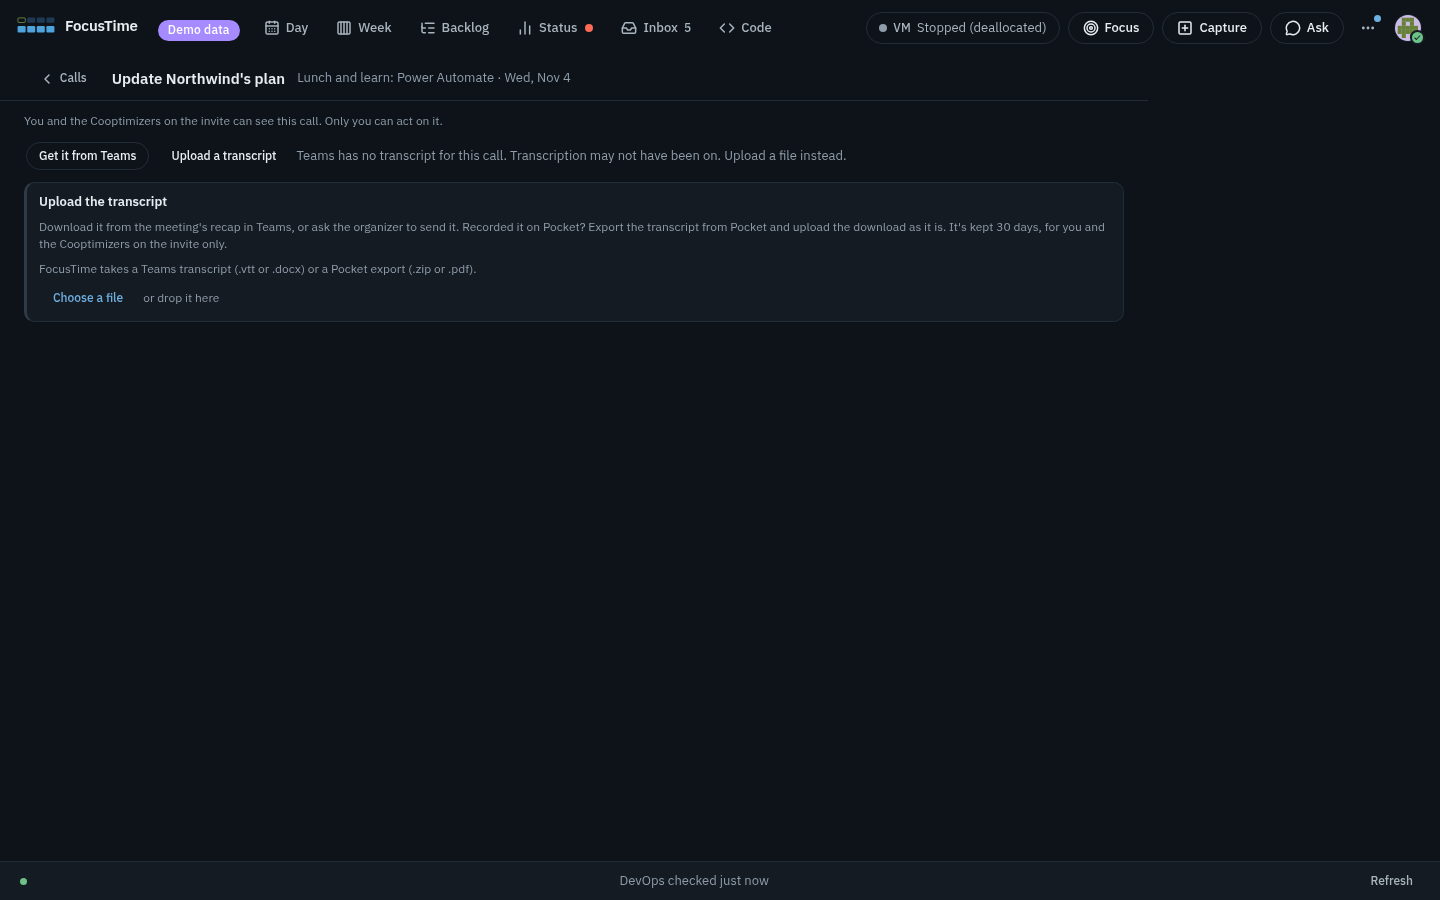 FocusTime
Demo data
Day
Week
Backlog
Status
Inbox 5
Code
VM Stopped (deallocated)
Focus
Capture
Ask
Calls
Update Northwind's plan
Lunch and learn: Power Automate · Wed, Nov 4
You and the Cooptimizers on the invite can see this call. Only you can act on it.
Get it from Teams
Upload a transcript
Teams has no transcript for this call. Transcription may not have been on. Upload a file instead.
Upload the transcript
Download it from the meeting's recap in Teams, or ask the organizer to send it. Recorded it on Pocket? Export the transcript from Pocket and upload the download as it is. It's kept 30 days, for you and
the Cooptimizers on the invite only.
FocusTime takes a Teams transcript (.vtt or .docx) or a Pocket export (.zip or .pdf).
Choose a file
or drop it here
DevOps checked just now
Refresh